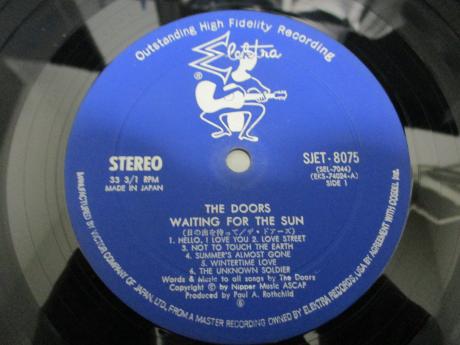 Outstanding High Fidelity Recording
Elektra
®
STEREO
33 3/1 RPM
MADE IN JAPAN
SJET-8075
(SEL-7044)
(EKS-74024-A)
SIDE 1
THE DOORS
WAITING FOR THE SUN
(日の出を待って/ザ・ドアーズ)
1. HELLO, I LOVE YOU 2. LOVE STREET
3. NOT TO TOUCH THE EARTH
4. SUMMER'S ALMOST GONE
5. WINTERTIME LOVE
6. THE UNKNOWN SOLDIER
Words & Music to all songs by The Doors
Copyright © by Nipper Music ASCAP
Produced by Paul A. Rothchild
MANUFACTURED BY VICTOR COMPANY OF JAPAN, LTD. FROM A MASTER RECORDING OWNED BY ELEKTRA RECORDS, USA BY AGREEMENT WITH COSDEL Inc.